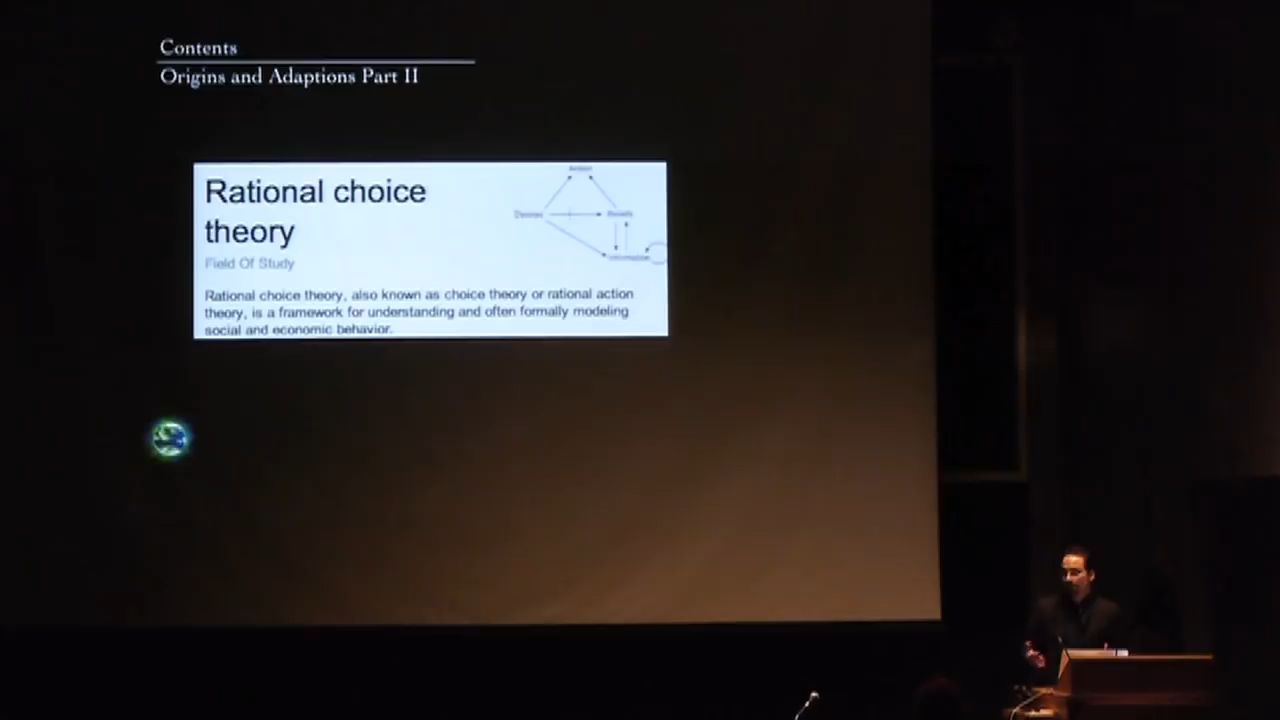 Contents
Origins and Adaptions Part II
Rational choice
theory
Field Of Study
Rational choice theory, also known as choice theory or rational action
theory, is a framework for understanding and often formally modeling
social and economic behavior.
Action
Desires
Beliefs
Information